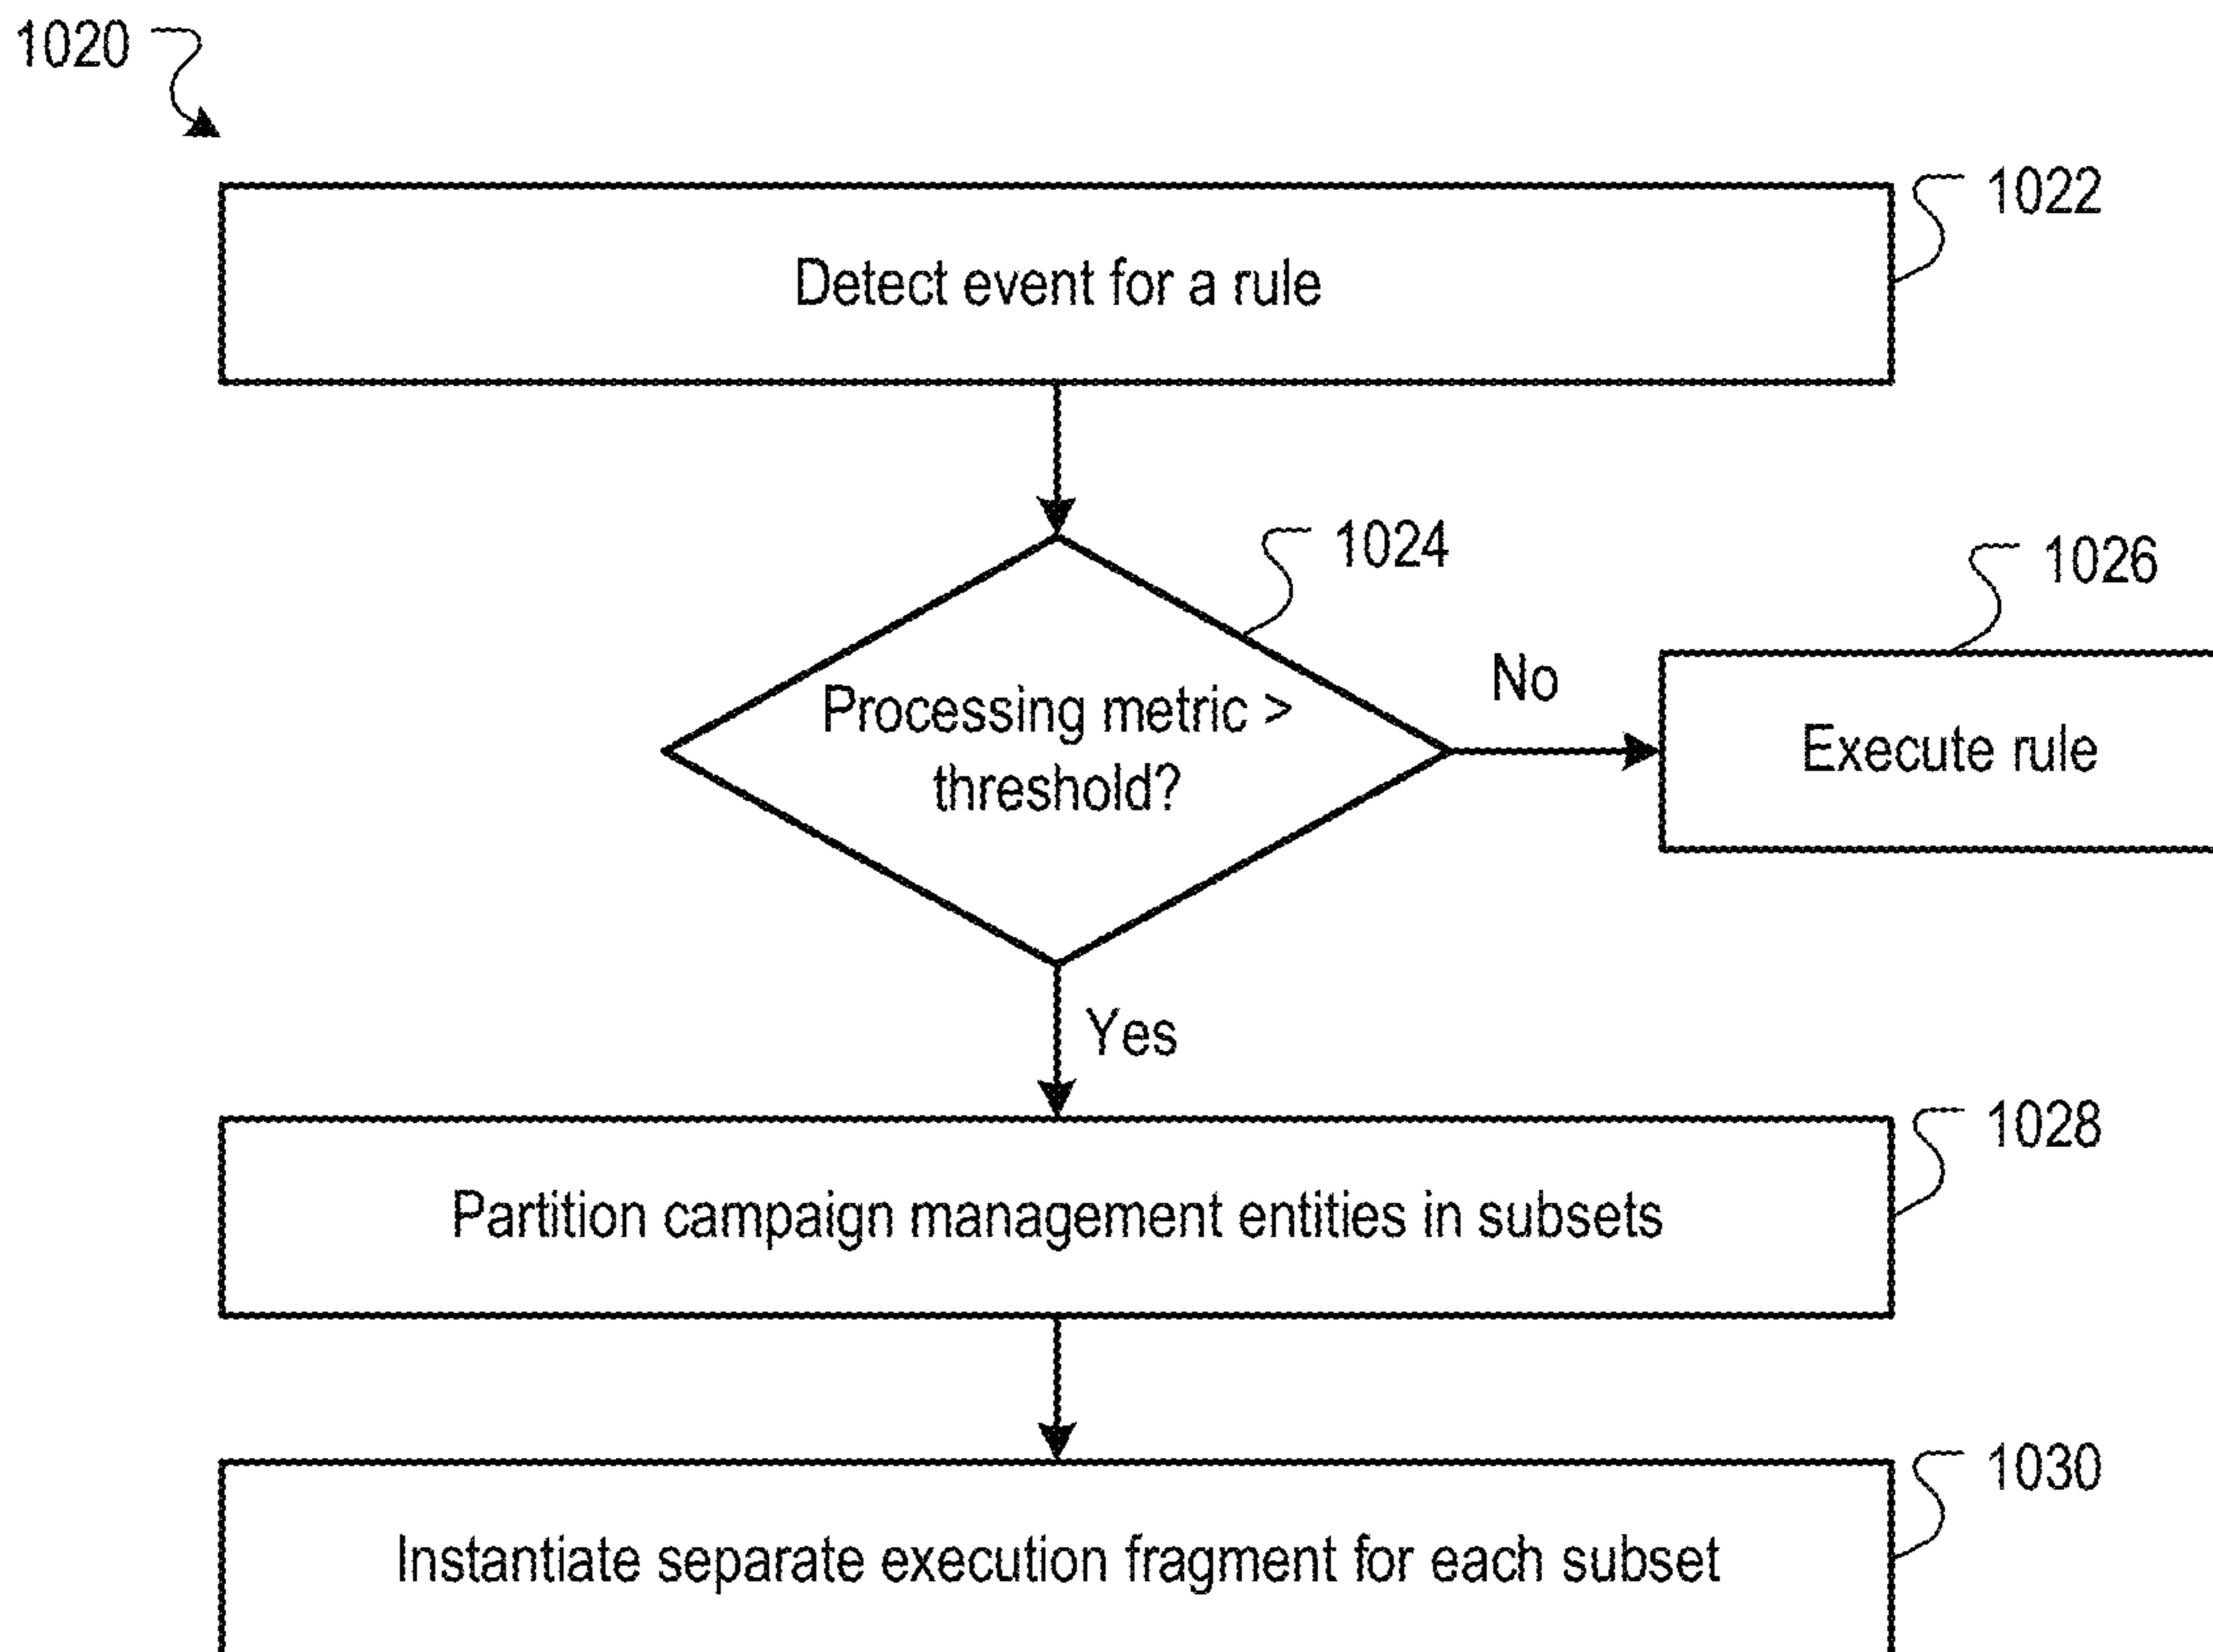 1020
1022
Detect event for a rule
1024
1026
No
Processing metric >
threshold?
Execute rule
Yes
1028
Partition campaign management entities in subsets
1030
Instantiate separate execution fragment for each subset